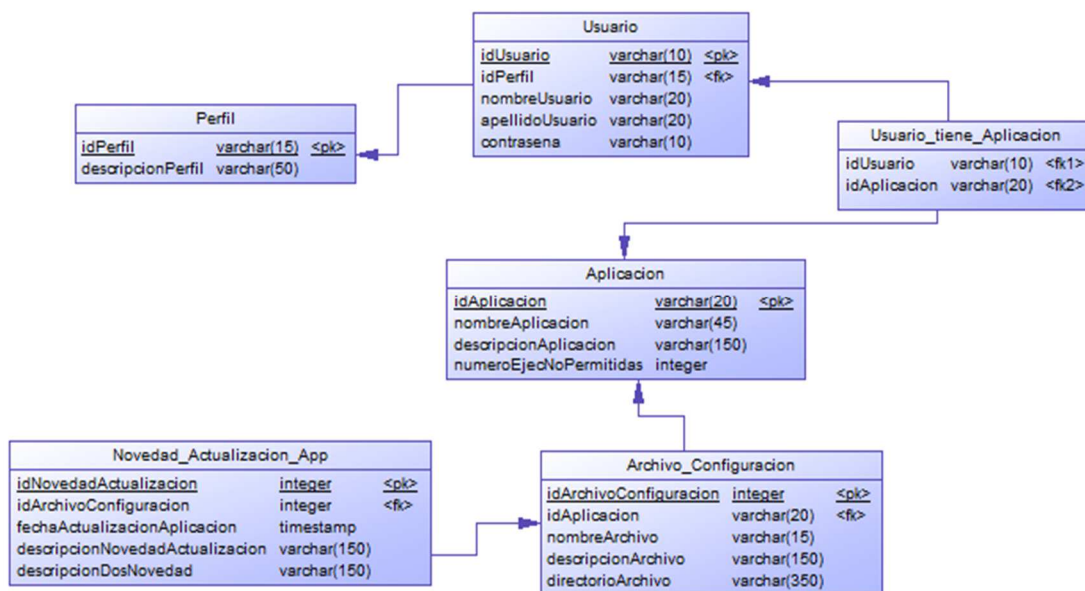 Usuario
idUsuario varchar(10) <pk>
idPerfil varchar(15) <fk>
nombreUsuario varchar(20)
apellidoUsuario varchar(20)
contrasena varchar(10)
Perfil
idPerfil varchar(15) <pk>
descripcionPerfil varchar(50)
Usuario_tiene_Aplicacion
idUsuario varchar(10) <fk1>
idAplicacion varchar(20) <fk2>
Aplicacion
idAplicacion varchar(20) <pk>
nombreAplicacion varchar(45)
descripcionAplicacion varchar(150)
numeroEjecNoPermitidas integer
Novedad_Actualizacion_App
idNovedadActualizacion integer <pk>
idArchivoConfiguracion integer <fk>
fechaActualizacionAplicacion timestamp
descripcionNovedadActualizacion varchar(150)
descripcionDosNovedad varchar(150)
Archivo_Configuracion
idArchivoConfiguracion integer <pk>
idAplicacion varchar(20) <fk>
nombreArchivo varchar(15)
descripcionArchivo varchar(150)
directorioArchivo varchar(350)